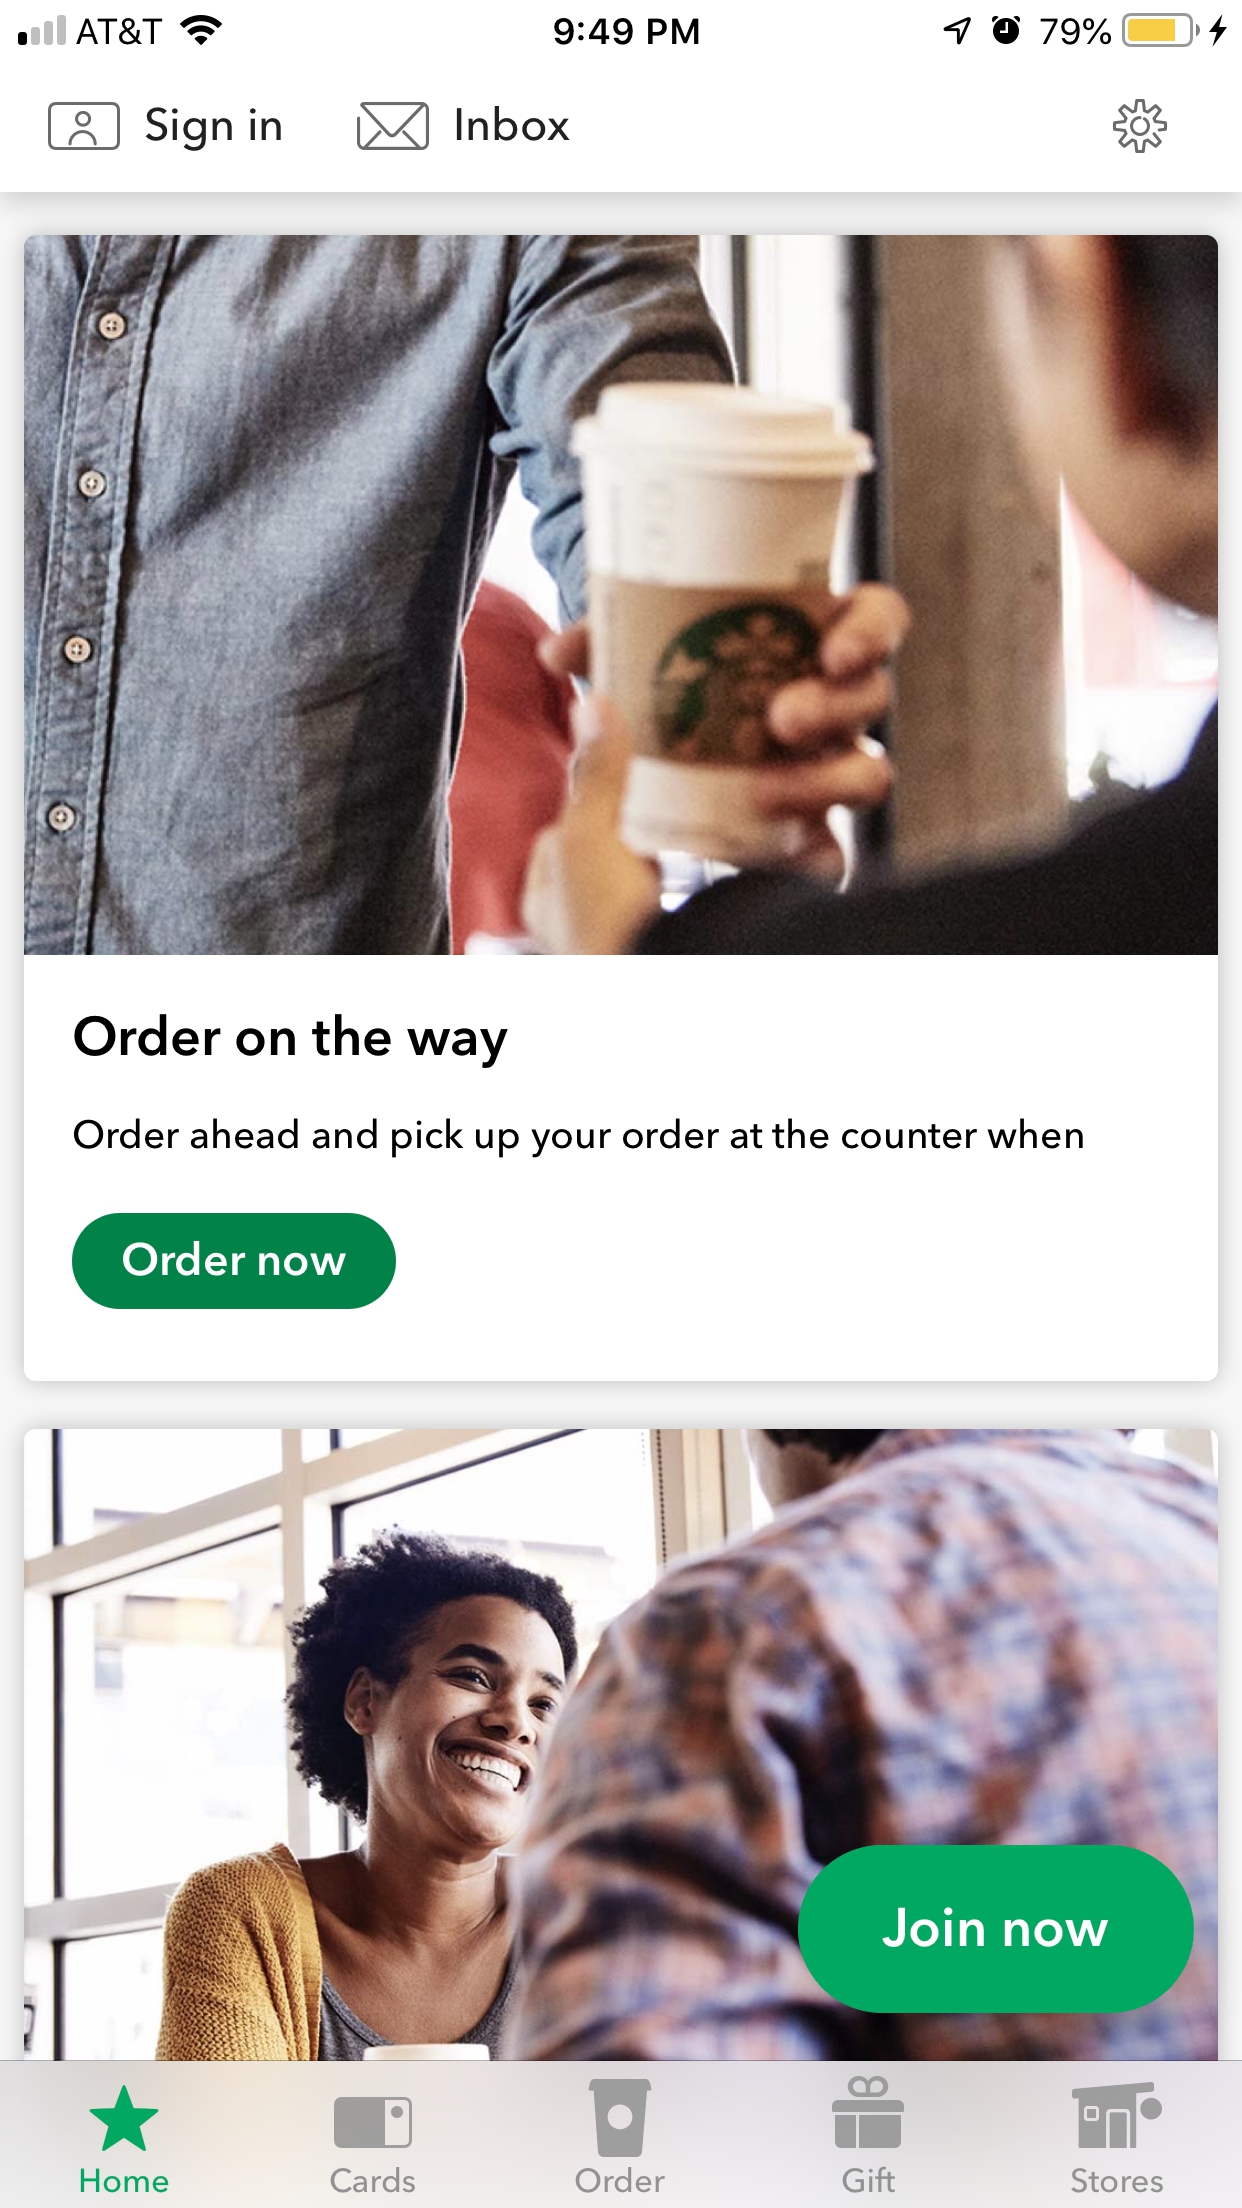 AT&T 9:49 PM 79%
Sign in Inbox
Order on the way
Order ahead and pick up your order at the counter when
Order now
Join now
Home Cards Order Gift Stores